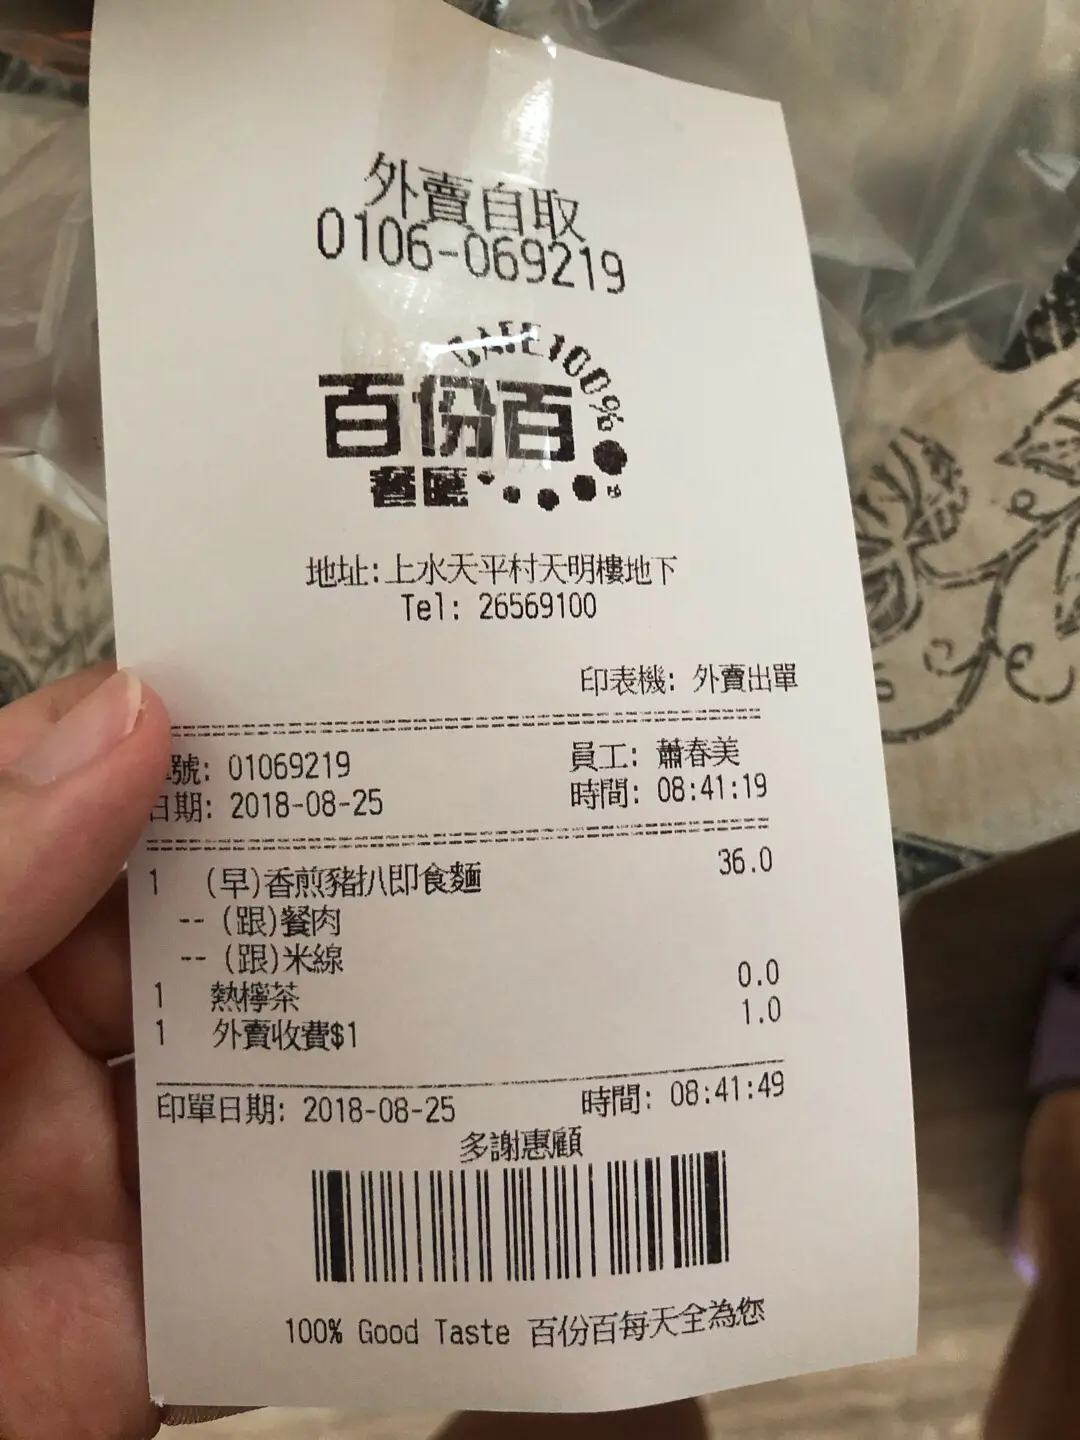 外賣自取
0106-069219
CAFE 100%
百份百
餐廳
地址:上水天平村天明樓地下
Tel: 26569100
印表機: 外賣出單
單號: 01069219 員工: 蕭春美
日期: 2018-08-25 時間: 08:41:19
1 (早)香煎豬扒即食麵 36.0
-- (跟)餐肉
-- (跟)米線
1 熱檸茶 0.0
1 外賣收費$1 1.0
印單日期: 2018-08-25 時間: 08:41:49
多謝惠顧
100% Good Taste 百份百每天全為您